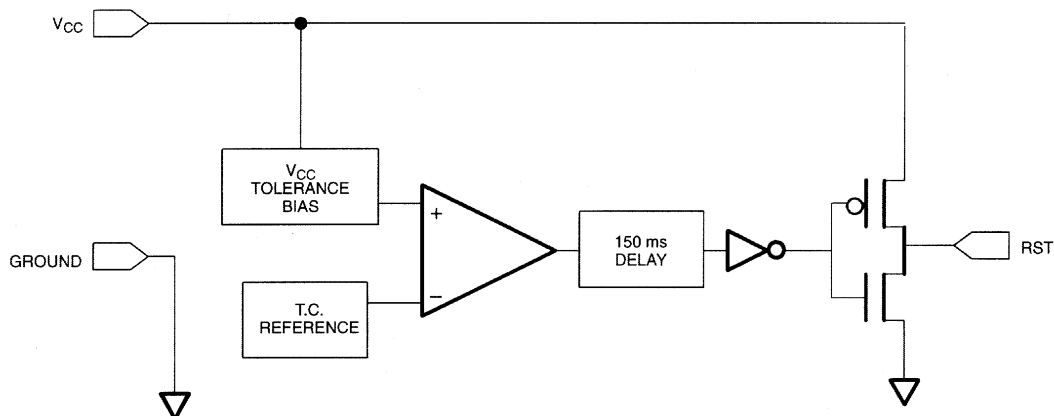 VCC
VCC
TOLERANCE
BIAS
+
GROUND
150 ms
DELAY
RST
−
T.C.
REFERENCE